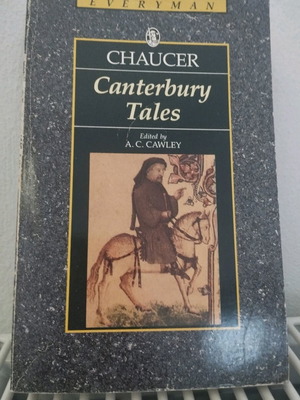 EVERYMAN
CHAUCER
Canterbury
Tales
Edited by
A. C. CAWLEY